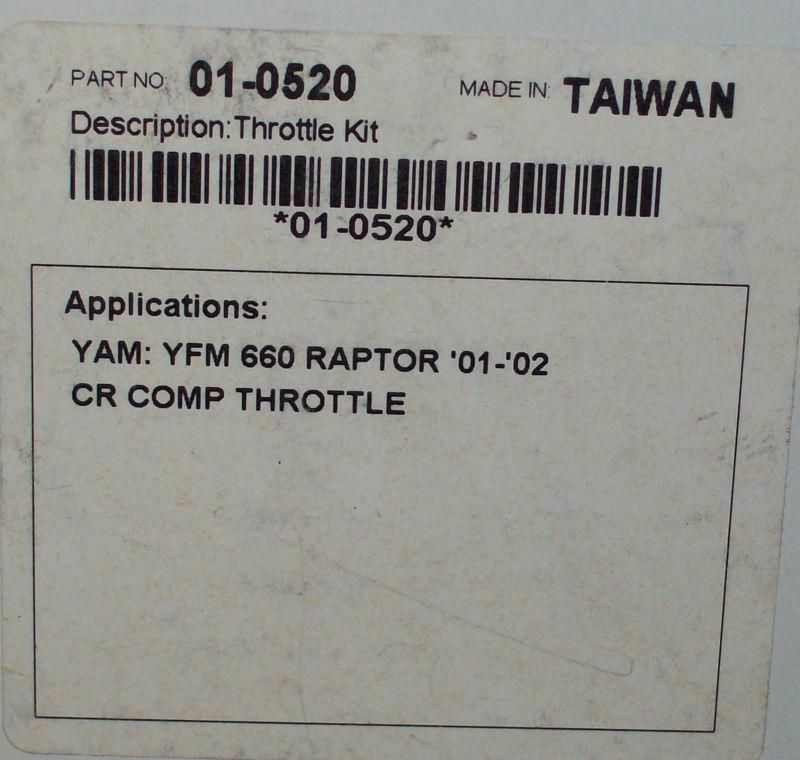 PART NO: 01-0520 MADE IN: TAIWAN
Description:Throttle Kit
*01-0520*
Applications:
YAM: YFM 660 RAPTOR '01-'02
CR COMP THROTTLE